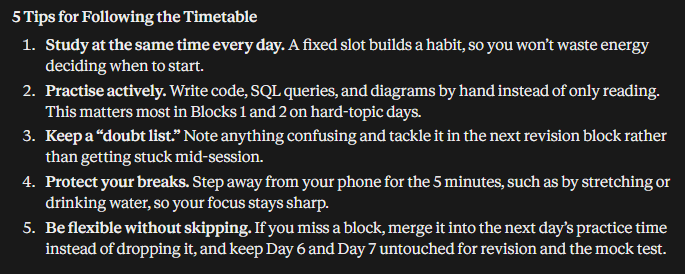 5 Tips for Following the Timetable
1. Study at the same time every day. A fixed slot builds a habit, so you won’t waste energy
deciding when to start.
2. Practise actively. Write code, SQL queries, and diagrams by hand instead of only reading.
This matters most in Blocks 1 and 2 on hard-topic days.
3. Keep a “doubt list.” Note anything confusing and tackle it in the next revision block rather
than getting stuck mid-session.
4. Protect your breaks. Step away from your phone for the 5 minutes, such as by stretching or
drinking water, so your focus stays sharp.
5. Be flexible without skipping. If you miss a block, merge it into the next day’s practice time
instead of dropping it, and keep Day 6 and Day 7 untouched for revision and the mock test.